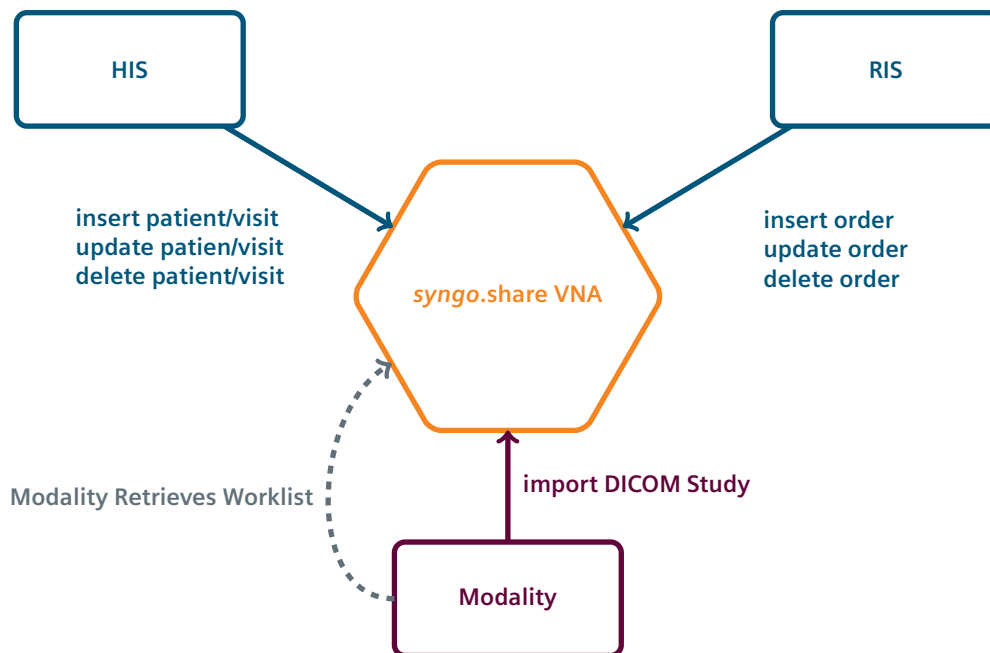 HIS
RIS
insert patient/visit
update patien/visit
delete patient/visit
insert order
update order
delete order
syngo.share VNA
Modality Retrieves Worklist
import DICOM Study
Modality